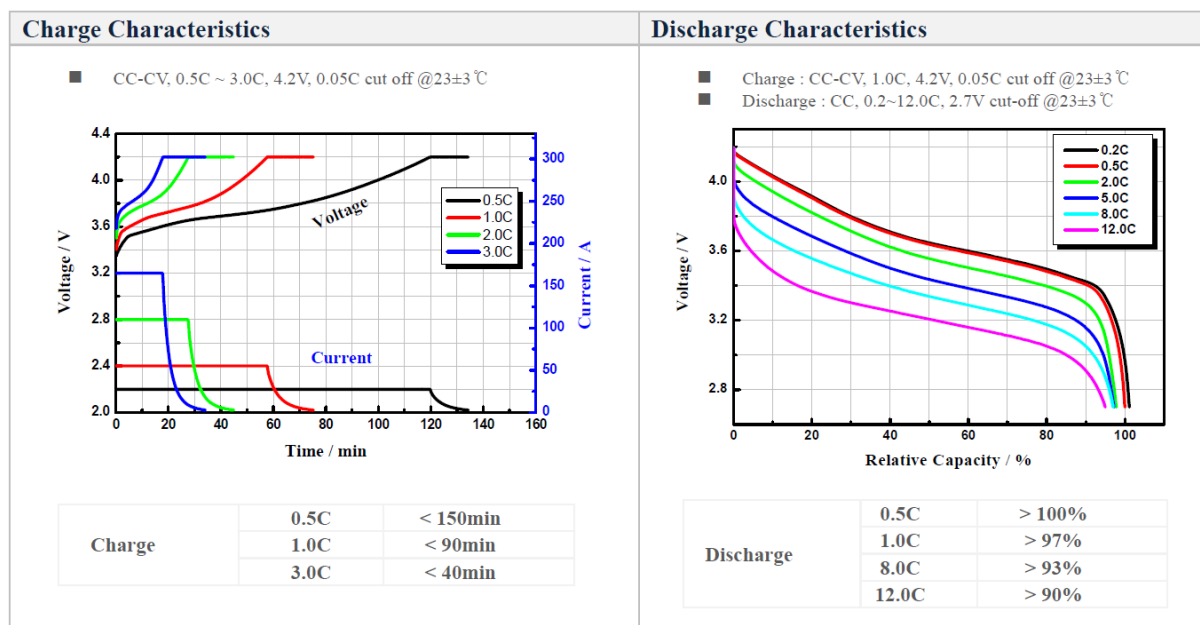 Charge Characteristics
■ CC-CV, 0.5C ~ 3.0C, 4.2V, 0.05C cut off @23±3℃
4.4
4.0
3.6
3.2
2.8
2.4
2.0
Voltage / V
300
250
200
150
100
50
0
Current / A
Voltage
0.5C
1.0C
2.0C
3.0C
Current
0 20 40 60 80 100 120 140 160
Time / min
Charge
0.5C < 150min
1.0C < 90min
3.0C < 40min
Discharge Characteristics
■ Charge : CC-CV, 1.0C, 4.2V, 0.05C cut off @23±3℃
■ Discharge : CC, 0.2~12.0C, 2.7V cut-off @23±3℃
4.0
3.6
3.2
2.8
Voltage / V
0.2C
0.5C
2.0C
5.0C
8.0C
12.0C
0 20 40 60 80 100
Relative Capacity / %
Discharge
0.5C > 100%
1.0C > 97%
8.0C > 93%
12.0C > 90%